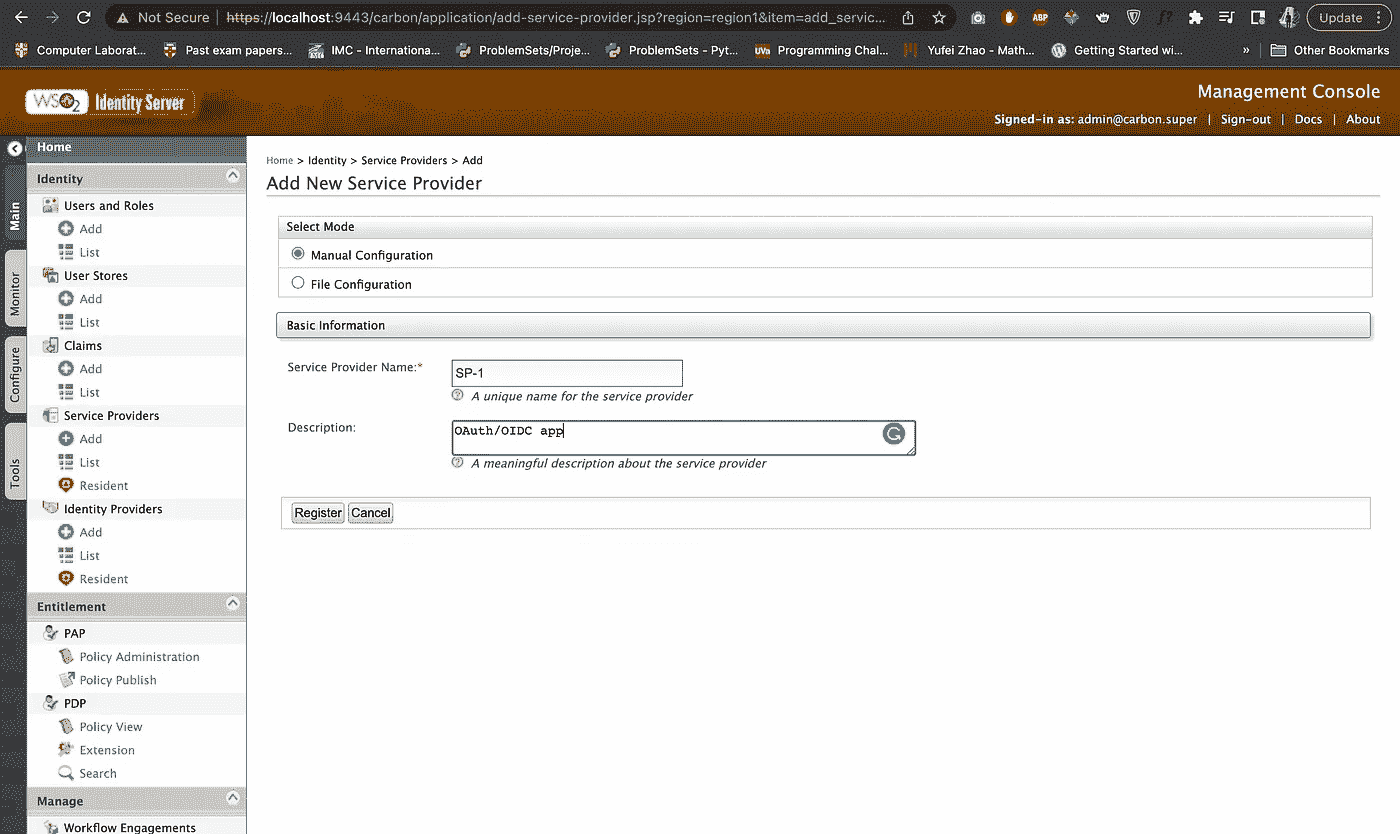 Not Secure | https://localhost:9443/carbon/application/add-service-provider.jsp?region=region1&item=add_servic...
ABP
f?
Update
Computer Laborat...
Past exam papers...
IMC - Internationa...
ProblemSets/Proje...
ProblemSets - Pyt...
UVa
Programming Chal...
Yufei Zhao - Math...
Getting Started wi...
»
Other Bookmarks
WSO2 Identity Server
Management Console
Signed-in as: admin@carbon.super | Sign-out | Docs | About
Main
Monitor
Configure
Tools
Home
Identity
Users and Roles
Add
List
User Stores
Add
List
Claims
Add
List
Service Providers
Add
List
Resident
Identity Providers
Add
List
Resident
Entitlement
PAP
Policy Administration
Policy Publish
PDP
Policy View
Extension
Search
Manage
Workflow Engagements
Home > Identity > Service Providers > Add
Add New Service Provider
Select Mode
Manual Configuration
File Configuration
Basic Information
Service Provider Name:*
SP-1
A unique name for the service provider
Description:
OAuth/OIDC app
A meaningful description about the service provider
Register
Cancel